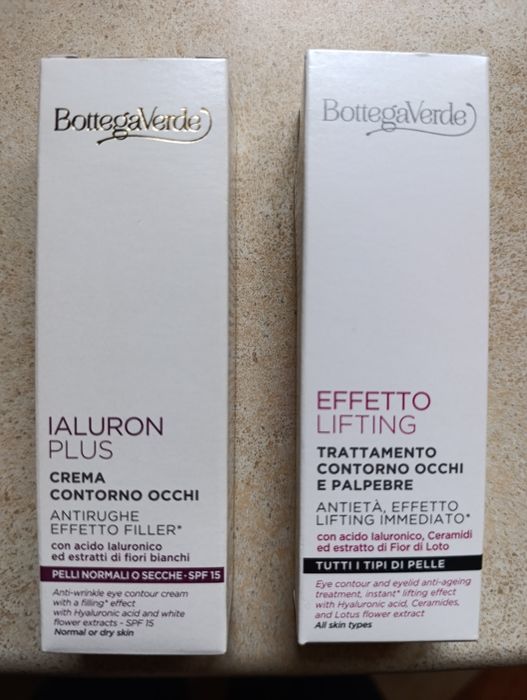 BottegaVerde
IALURON
PLUS
CREMA
CONTORNO OCCHI
ANTIRUGHE
EFFETTO FILLER*
con acido Ialuronico
ed estratti di fiori bianchi
PELLI NORMALI O SECCHE · SPF 15
Anti-wrinkle eye contour cream
with a filling* effect
with Hyaluronic acid and white
flower extracts - SPF 15
Normal or dry skin
BottegaVerde
EFFETTO
LIFTING
TRATTAMENTO
CONTORNO OCCHI
E PALPEBRE
ANTIETÀ, EFFETTO
LIFTING IMMEDIATO*
con acido Ialuronico, Ceramidi
ed estratto di Fior di Loto
TUTTI I TIPI DI PELLE
Eye contour and eyelid anti-ageing
treatment, instant* lifting effect
with Hyaluronic acid, Ceramides,
and Lotus flower extract
All skin types